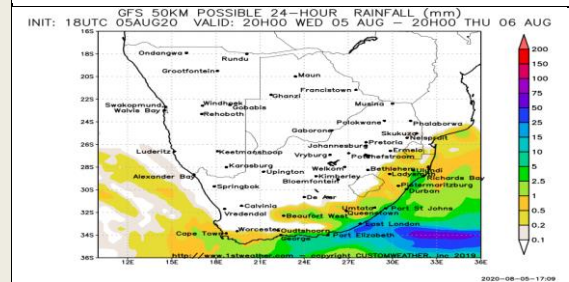 GFS 50KM POSSIBLE 24-HOUR RAINFALL (mm)
INIT: 18UTC 05AUG20 VALID: 20H00 WED 05 AUG - 20H00 THU 06 AUG
16S
Ondangwa
Rundu
18S
Grootfontein
20S
Maun
Ghanzi
Francistown
22S
Swakopmund
Windhoek
Gobabis
Musina
Walvis Bay
Rehoboth
Polokwane
Phalaborwa
24S
Gaborone
Skukuza
Nelspruit
Johannesburg
Pretoria
26S
Luderitz
Keetmanshoop
Vryburg
Potchefstroom
Ermelo
28S
Karasburg
Upington
Welkom
Bethlehem
Ladysmith
Ulundi
Alexander Bay
Kimberley
Bloemfontein
Richards Bay
30S
Springbok
Pietermaritzburg
Durban
De Aar
Calvinia
Umtata
Port St Johns
32S
Vredendal
Beaufort West
Queenstown
East London
Cape Town
Worcester
Oudtshoorn
34S
George
Port Elizabeth
http://www.1stweather.com - copyright CUSTOMWEATHER, inc 2019
36S
12E 15E 18E 21E 24E 27E 30E 33E 36E
200
150
100
75
50
25
15
10
5
2.5
1
0.5
0.2
0.1
2020-08-05-17:09